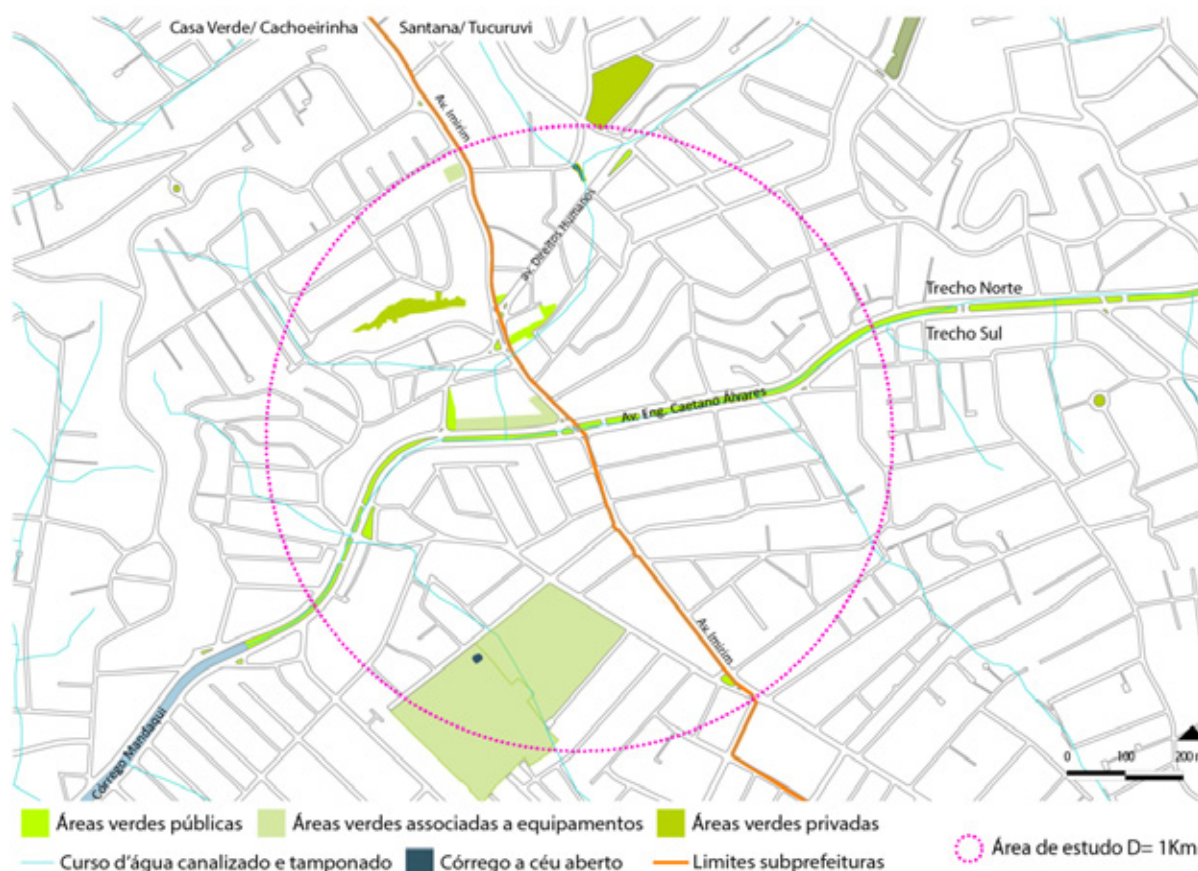 Casa Verde/ Cachoeirinha
Santana/ Tucuruvi
Av. Imirim
av. Direitos Humanos
Trecho Norte
Trecho Sul
Av. Eng. Caetano Álvares
Av. Imirim
Córrego Mandaqui
0 100 200 m
Áreas verdes públicas
Áreas verdes associadas a equipamentos
Áreas verdes privadas
Curso d'água canalizado e tamponado
Córrego a céu aberto
Limites subprefeituras
Área de estudo D= 1Km